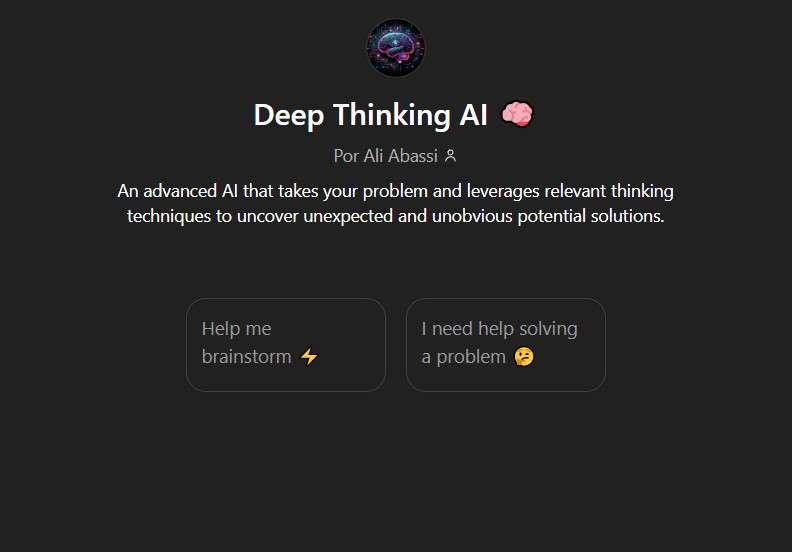 Deep Thinking AI 🧠
Por Ali Abassi
An advanced AI that takes your problem and leverages relevant thinking
techniques to uncover unexpected and unobvious potential solutions.
Help me
brainstorm ⚡
I need help solving
a problem 🤔